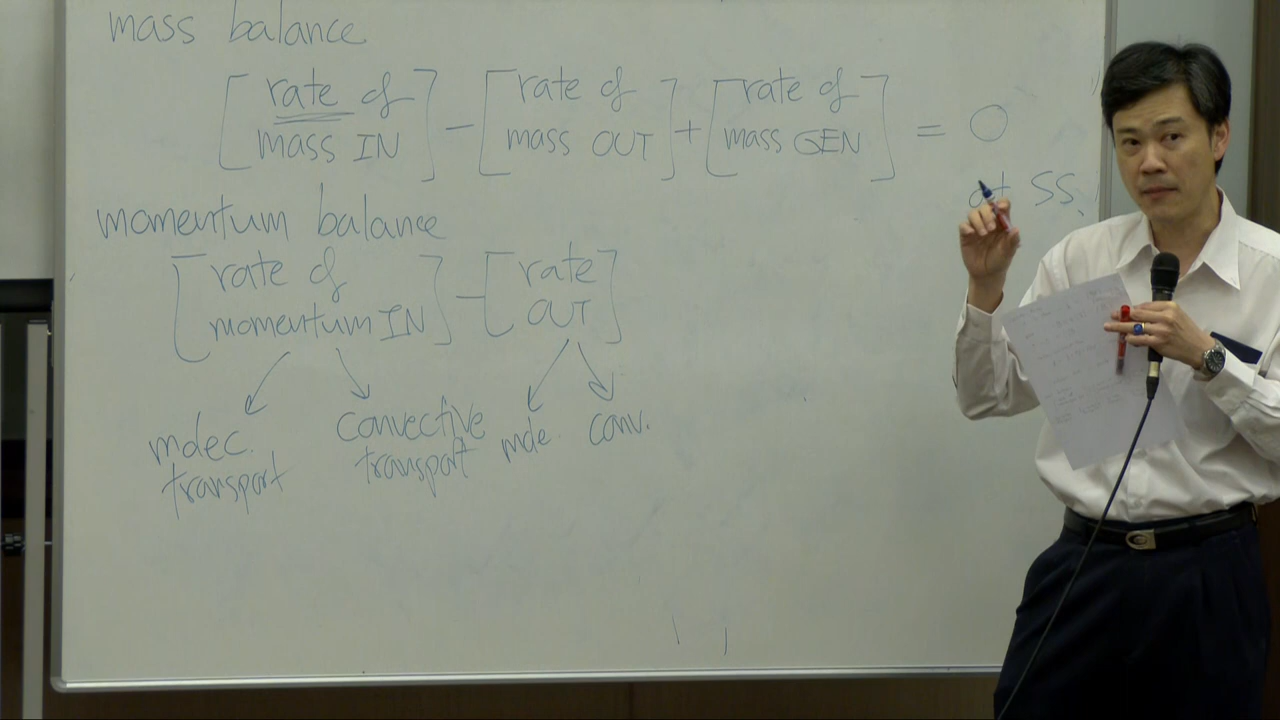 mass balance
[rate of mass IN] - [rate of mass OUT] + [rate of mass GEN] = 0
at SS.
momentum balance
[rate of momentum IN] - [rate OUT]
molec. transport
convective transport
mole.
conv.